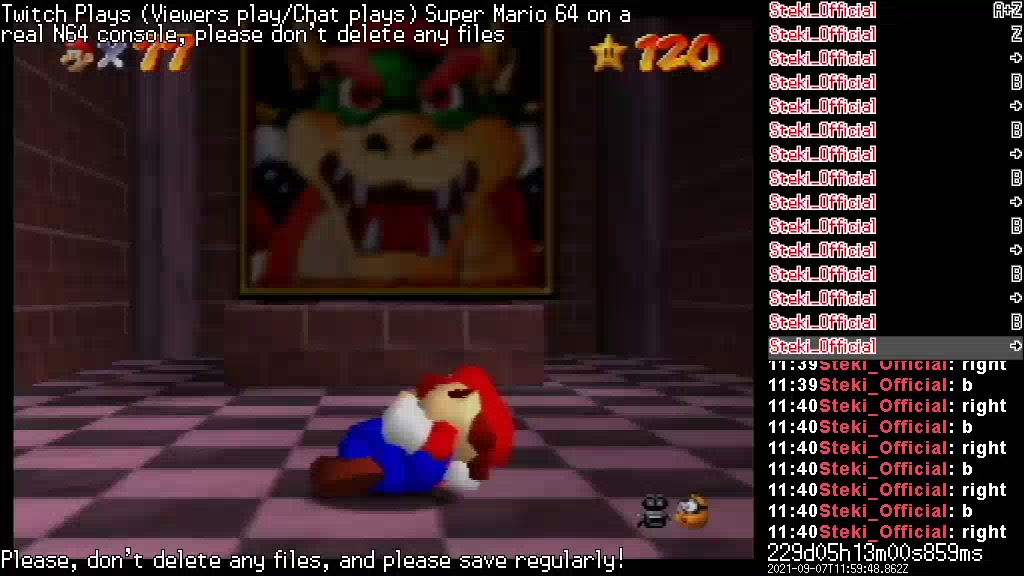 Twitch Plays (Viewers play/Chat plays) Super Mario 64 on a
real N64 console, please don't delete any files
77
120
Please, don't delete any files, and please save regularly!
Steki_Official A+Z
Steki_Official Z
Steki_Official →
Steki_Official B
Steki_Official →
Steki_Official B
Steki_Official →
Steki_Official B
Steki_Official →
Steki_Official B
Steki_Official →
Steki_Official B
Steki_Official →
Steki_Official B
Steki_Official →
11:39Steki_Official: right
11:39Steki_Official: b
11:40Steki_Official: right
11:40Steki_Official: b
11:40Steki_Official: right
11:40Steki_Official: b
11:40Steki_Official: right
11:40Steki_Official: b
11:40Steki_Official: right
229d05h13m00s859ms
2021-09-07T11:59:48.862Z